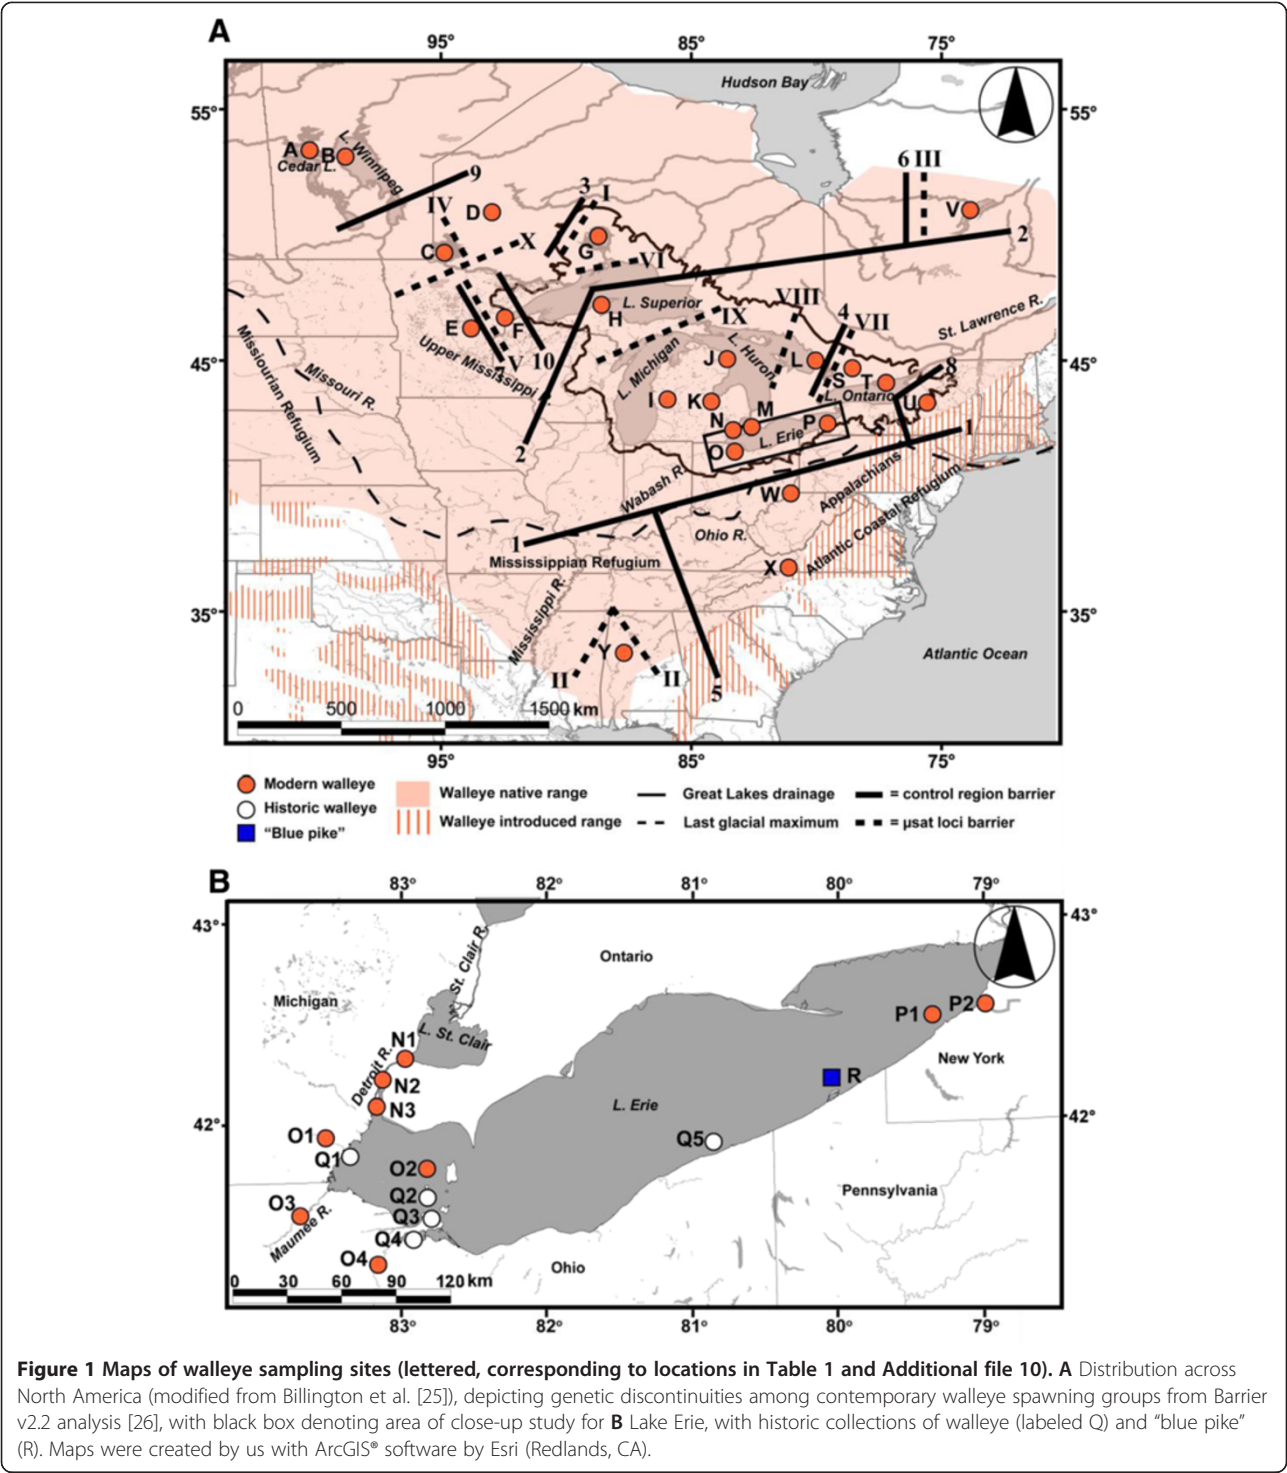 A
95° 85° 75°
Hudson Bay
55° 55°
A B L. Winnipeg
Cedar L.
9
6 III
3 I
IV
D
V
2
C
X
G
VI
L. Superior
VIII
H
IX
4 VII
St. Lawrence R.
E F
V 10
7
Upper Mississippi
45° 45°
J
L. Huron
L
S T
8
L. Michigan
L. Ontario
I K
U
M
N
P
L. Erie
1
O
2
Missouri R.
Missourian Refugium
Wabash R.
W
Appalachians
Atlantic Coastal Refugium
1
Ohio R.
Mississippian Refugium
X
35° 35°
Mississippi R.
Y
II II
5
Atlantic Ocean
0 500 1000 1500 km
95° 85° 75°
Modern walleye
Historic walleye
"Blue pike"
Walleye native range
Walleye introduced range
Great Lakes drainage
Last glacial maximum
= control region barrier
= µsat loci barrier
B
83° 82° 81° 80° 79°
43° 43°
St. Clair R.
Ontario
Michigan
P1 P2
N1
L. St. Clair
Detroit R.
N2
N3
New York
R
L. Erie
42° 42°
O1
Q1
Q5
O2
Q2
Q3
Q4
Pennsylvania
O3
Maumee R.
O4
Ohio
0 30 60 90 120 km
83° 82° 81° 80° 79°
Figure 1 Maps of walleye sampling sites (lettered, corresponding to locations in Table 1 and Additional file 10). A Distribution across
North America (modified from Billington et al. [25]), depicting genetic discontinuities among contemporary walleye spawning groups from Barrier
v2.2 analysis [26], with black box denoting area of close-up study for B Lake Erie, with historic collections of walleye (labeled Q) and "blue pike"
(R). Maps were created by us with ArcGIS® software by Esri (Redlands, CA).